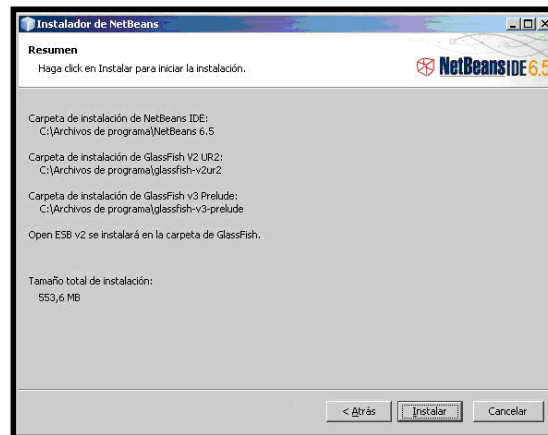 Instalador de NetBeans
Resumen
Haga click en Instalar para iniciar la instalación.
NetBeans IDE 6.5
Carpeta de instalación de NetBeans IDE:
C:\Archivos de programa\NetBeans 6.5
Carpeta de instalación de GlassFish V2 UR2:
C:\Archivos de programa\glassfish-v2ur2
Carpeta de instalación de GlassFish v3 Prelude:
C:\Archivos de programa\glassfish-v3-prelude
Open ESB v2 se instalará en la carpeta de GlassFish.
Tamaño total de instalación:
553,6 MB
< Atrás Instalar Cancelar